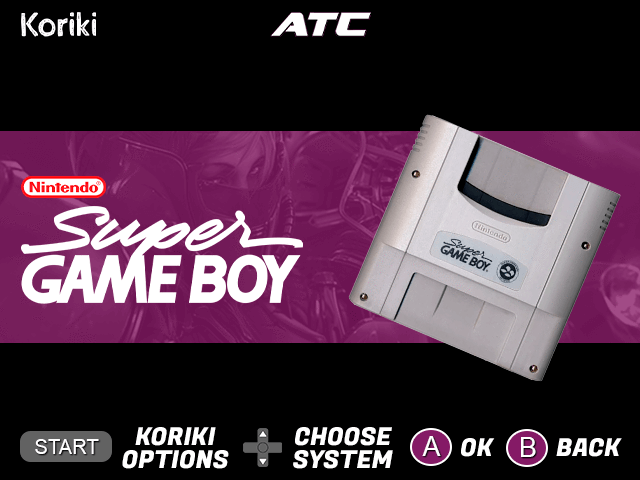 Koriki
ATC
Nintendo
Super
GAME BOY
Nintendo
Super
GAME BOY
START
KORIKI
OPTIONS
CHOOSE
SYSTEM
A OK
B BACK